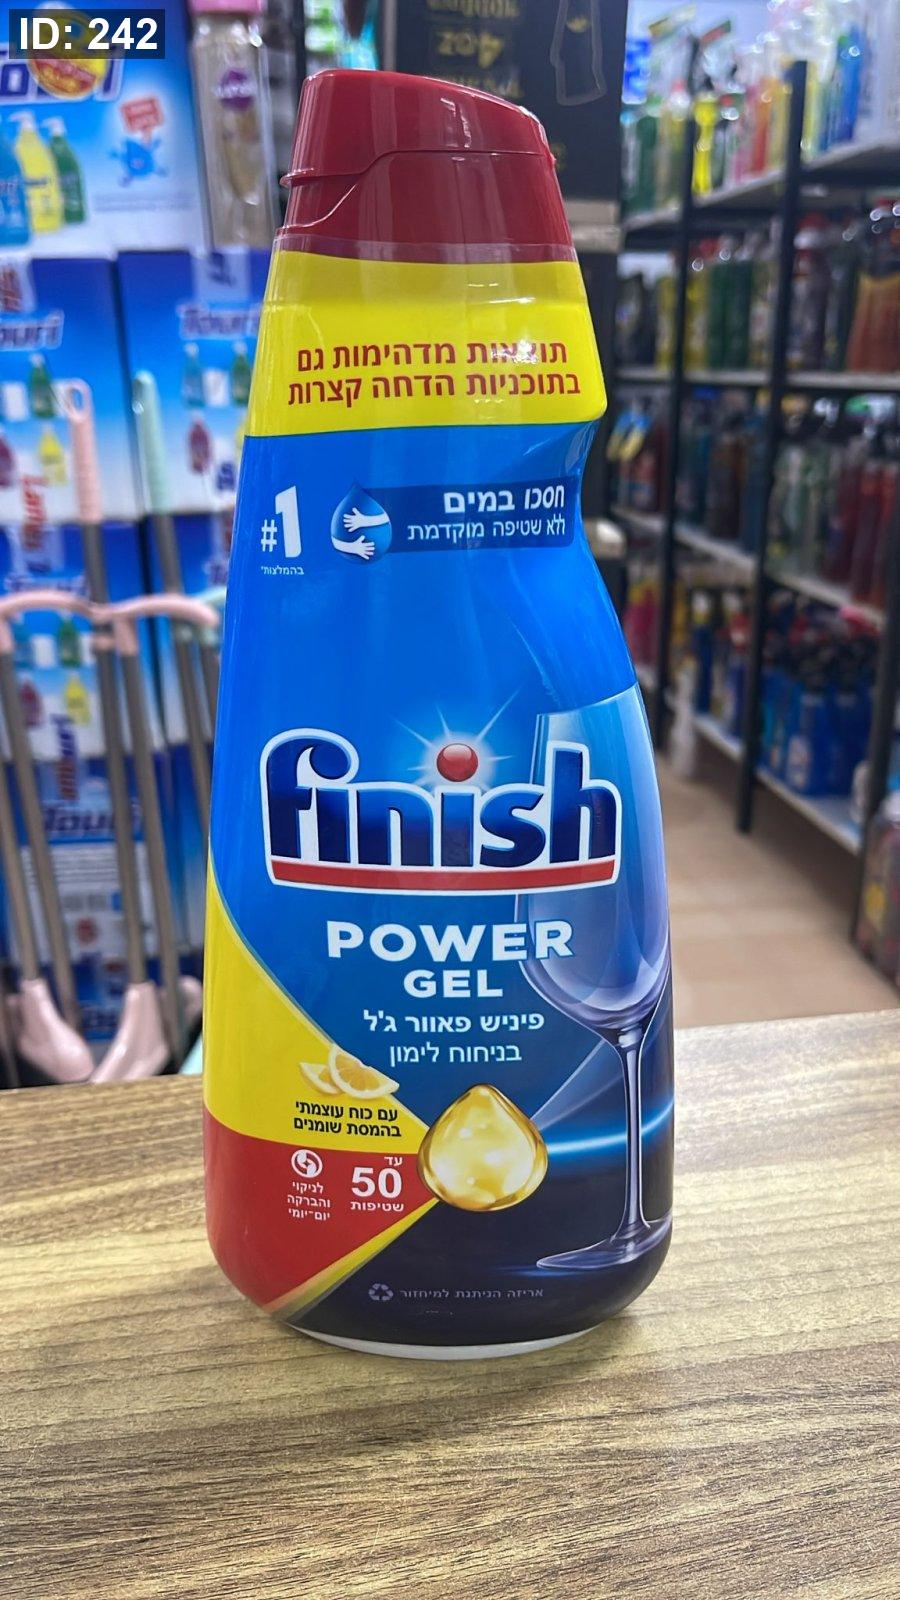 ID: 242
תוצאות מדהימות גם
בתוכניות הדחה קצרות
#1
בהמלצות*
חסכו במים
ללא שטיפה מוקדמת
finish
POWER
GEL
פיניש פאוור ג'ל
בניחוח לימון
עם כוח עוצמתי
בהמסת שומנים
עד
50
שטיפות
לניקוי
והברקה
יום-יומי
אריזה הניתנת למיחזור